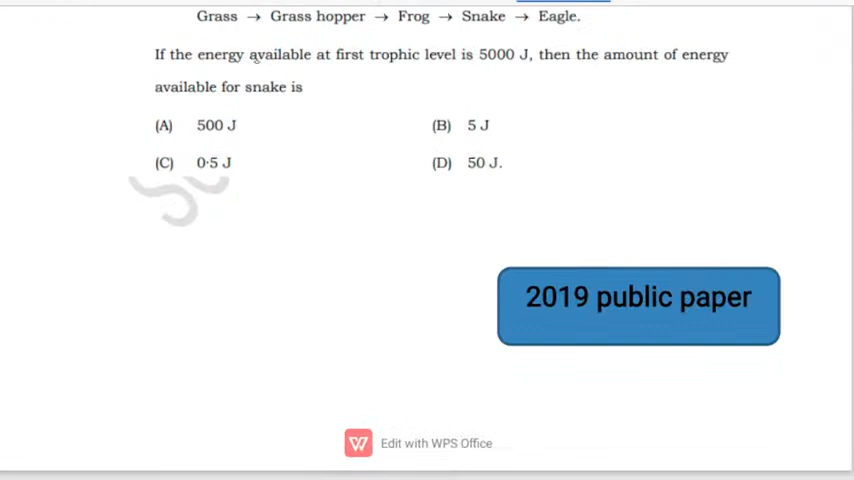 Grass → Grass hopper → Frog → Snake → Eagle.
If the energy available at first trophic level is 5000 J, then the amount of energy
available for snake is
(A) 500 J (B) 5 J
(C) 0·5 J (D) 50 J.
2019 public paper
Edit with WPS Office